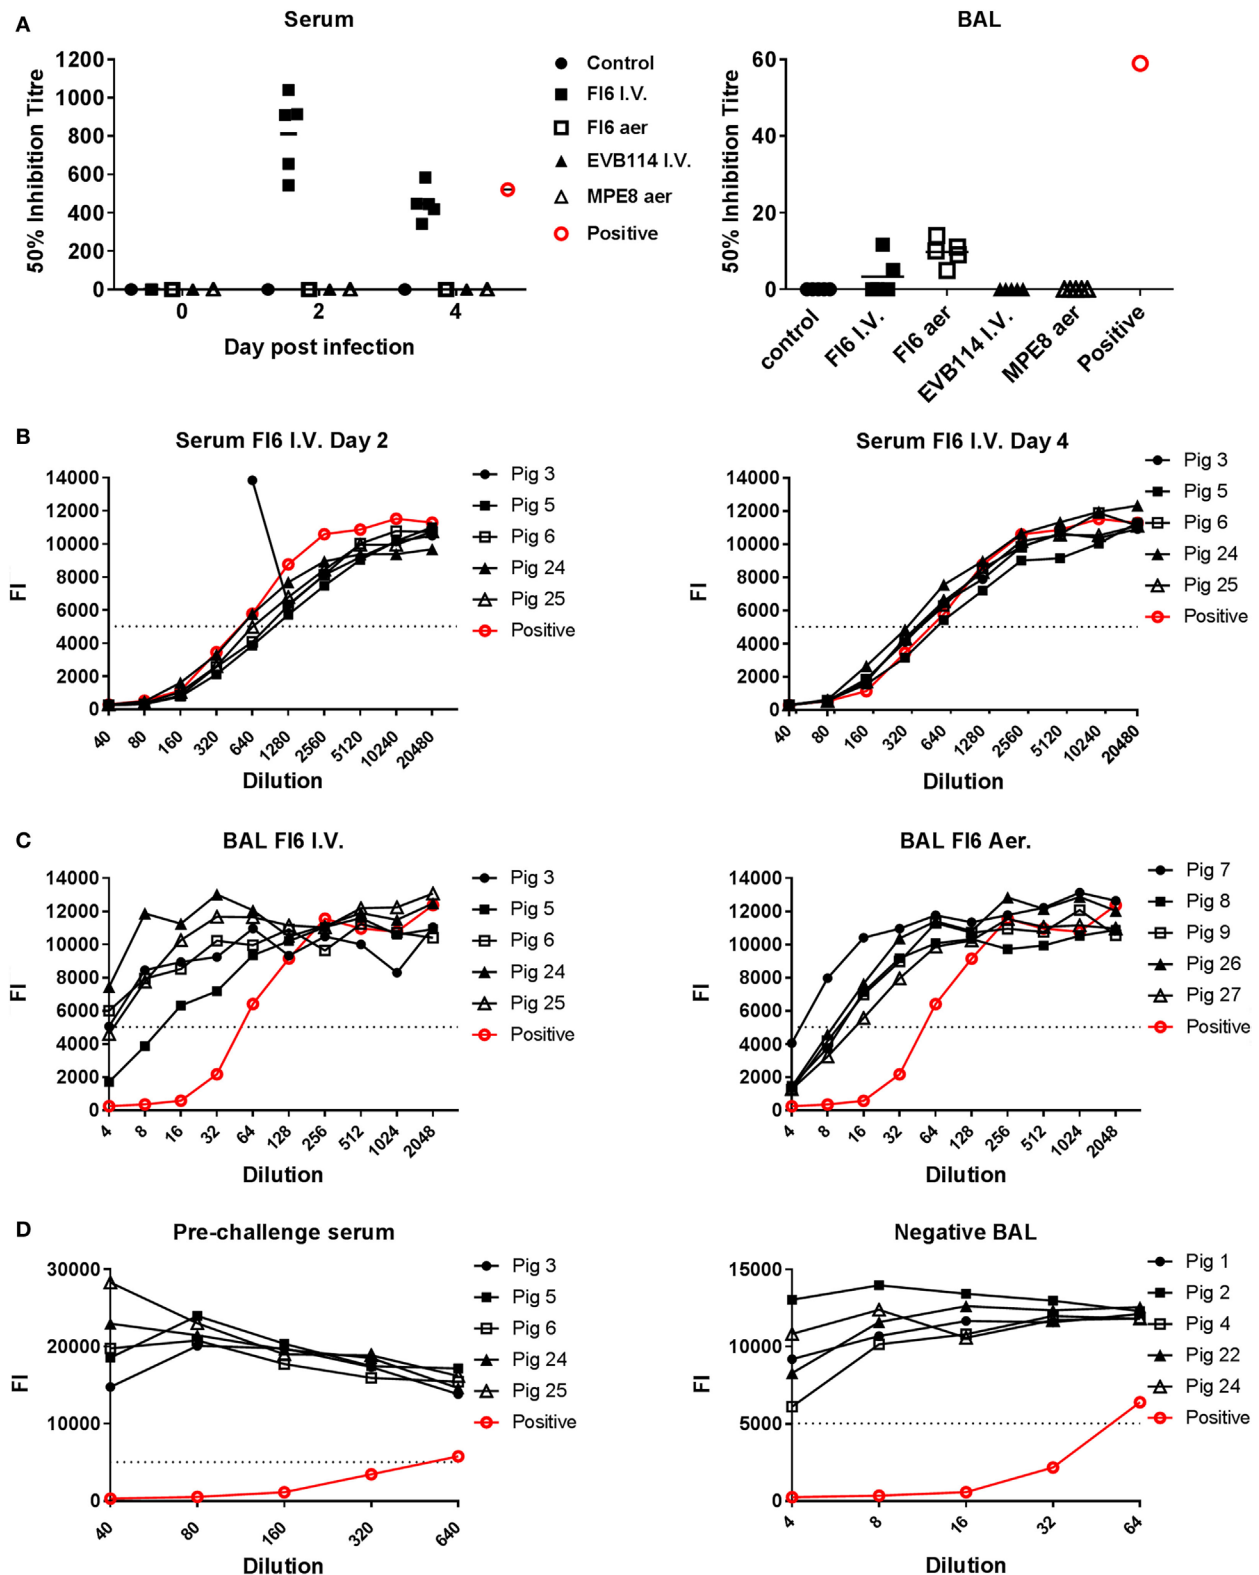 A
Serum
50% Inhibition Titre
1200
1000
800
600
400
200
0
0 2 4
Day post infection
Control
FI6 I.V.
FI6 aer
EVB114 I.V.
MPE8 aer
Positive
BAL
50% Inhibition Titre
60
40
20
0
control
FI6 I.V.
FI6 aer
EVB114 I.V.
MPE8 aer
Positive
B
Serum FI6 I.V. Day 2
FI
14000
12000
10000
8000
6000
4000
2000
0
40 80 160 320 640 1280 2560 5120 10240 20480
Dilution
Pig 3
Pig 5
Pig 6
Pig 24
Pig 25
Positive
Serum FI6 I.V. Day 4
FI
14000
12000
10000
8000
6000
4000
2000
0
40 80 160 320 640 1280 2560 5120 10240 20480
Dilution
Pig 3
Pig 5
Pig 6
Pig 24
Pig 25
Positive
C
BAL FI6 I.V.
FI
14000
12000
10000
8000
6000
4000
2000
0
4 8 16 32 64 128 256 512 1024 2048
Dilution
Pig 3
Pig 5
Pig 6
Pig 24
Pig 25
Positive
BAL FI6 Aer.
FI
14000
12000
10000
8000
6000
4000
2000
0
4 8 16 32 64 128 256 512 1024 2048
Dilution
Pig 7
Pig 8
Pig 9
Pig 26
Pig 27
Positive
D
Pre-challenge serum
FI
30000
20000
10000
0
40 80 160 320 640
Dilution
Pig 3
Pig 5
Pig 6
Pig 24
Pig 25
Positive
Negative BAL
FI
15000
10000
5000
0
4 8 16 32 64
Dilution
Pig 1
Pig 2
Pig 4
Pig 22
Pig 24
Positive